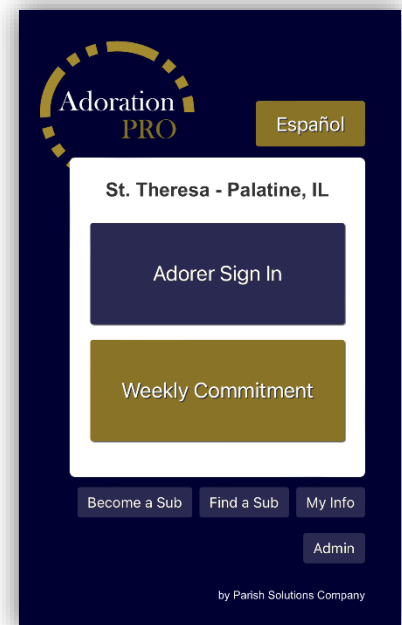 Adoration
PRO
Español
St. Theresa - Palatine, IL
Adorer Sign In
Weekly Commitment
Become a Sub Find a Sub My Info
Admin
by Parish Solutions Company